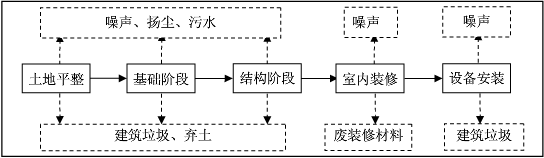 噪声、扬尘、污水
噪声
噪声
土地平整
基础阶段
结构阶段
室内装修
设备安装
建筑垃圾、弃土
废装修材料
建筑垃圾